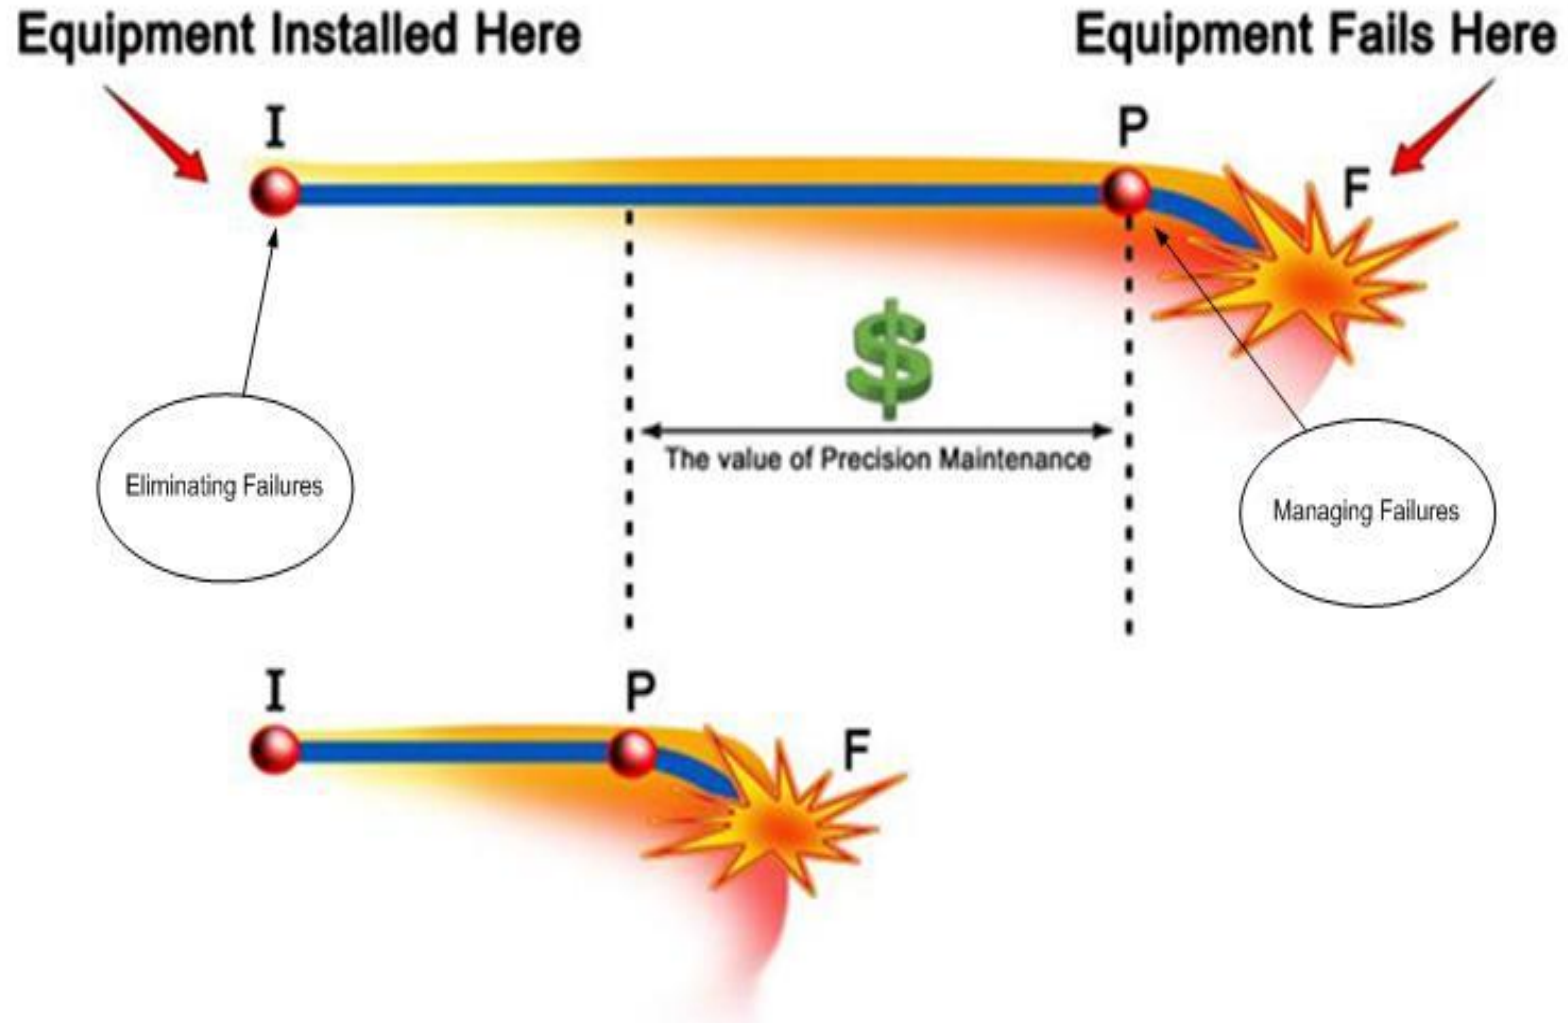 Equipment Installed Here
Equipment Fails Here
I
P
F
$
The value of Precision Maintenance
Eliminating Failures
Managing Failures
I
P
F